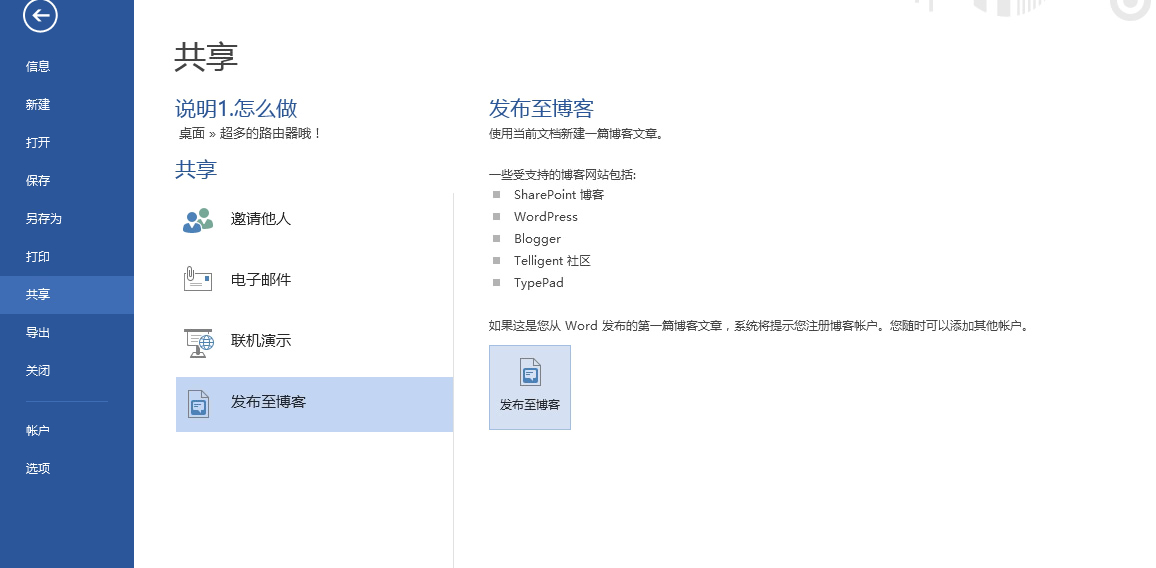 信息
新建
打开
保存
另存为
打印
共享
导出
关闭
帐户
选项
共享
说明1.怎么做
桌面 » 超多的路由器哦！
共享
邀请他人
电子邮件
联机演示
发布至博客
发布至博客
使用当前文档新建一篇博客文章。
一些受支持的博客网站包括:
SharePoint 博客
WordPress
Blogger
Telligent 社区
TypePad
如果这是您从 Word 发布的第一篇博客文章，系统将提示您注册博客帐户。您随时可以添加其他帐户。
发布至博客